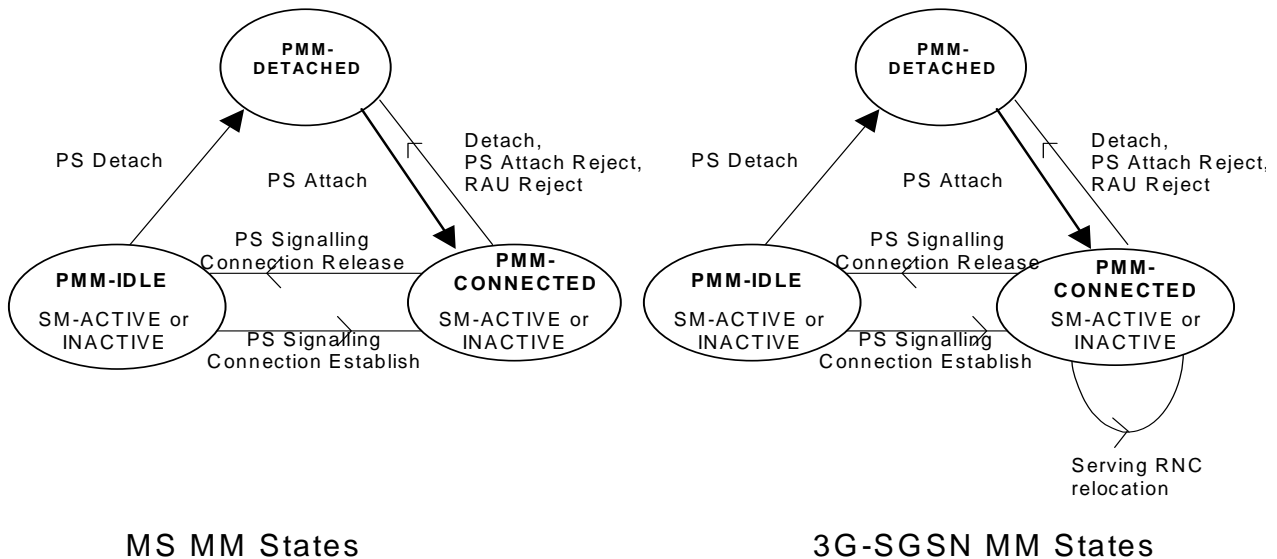 PMM-
DETACHED
PS Detach
PS Attach
Detach,
PS Attach Reject,
RAU Reject
PS Signalling
Connection Release
PMM-IDLE
SM-ACTIVE or
INACTIVE
PMM-
CONNECTED
SM-ACTIVE or
INACTIVE
PS Signalling
Connection Establish
MS MM States
PMM-
DETACHED
PS Detach
PS Attach
Detach,
PS Attach Reject,
RAU Reject
PS Signalling
Connection Release
PMM-IDLE
SM-ACTIVE or
INACTIVE
PMM-
CONNECTED
SM-ACTIVE or
INACTIVE
PS Signalling
Connection Establish
Serving RNC
relocation
3G-SGSN MM States